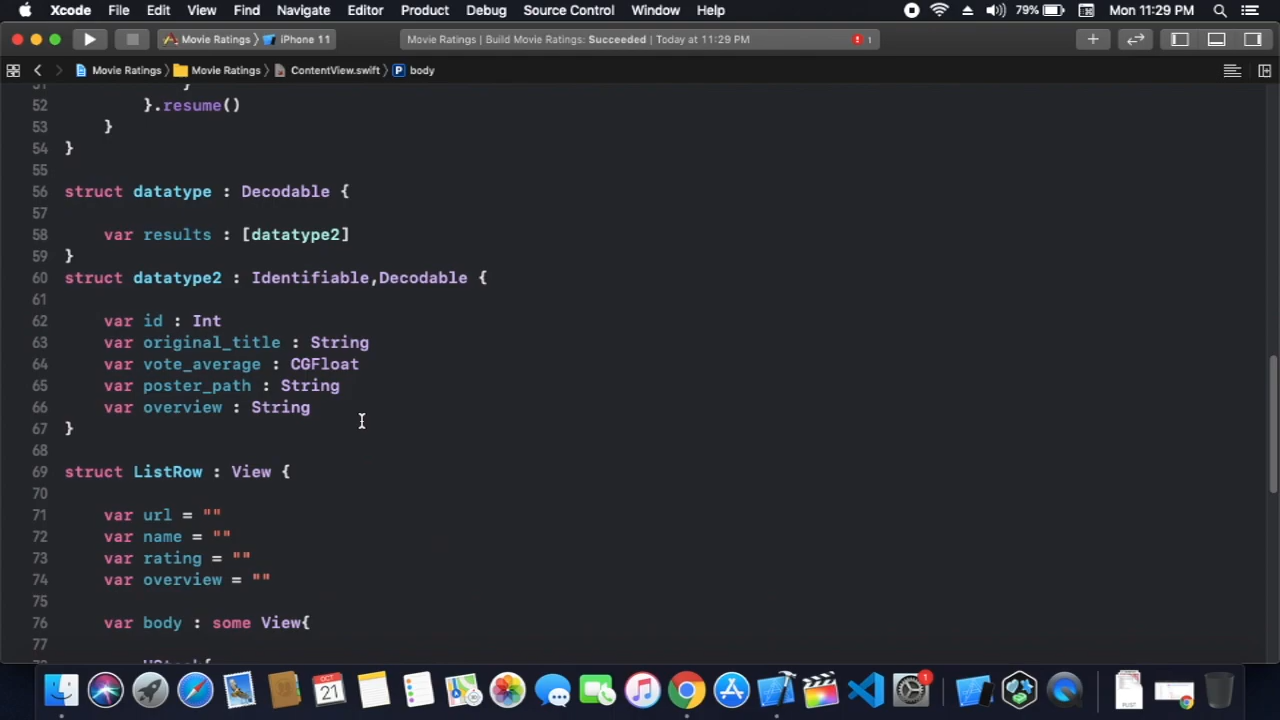 Xcode File Edit View Find Navigate Editor Product Debug Source Control Window Help 79% Mon 11:29 PM
Movie Ratings iPhone 11 Movie Ratings | Build Movie Ratings: Succeeded | Today at 11:29 PM 1
Movie Ratings Movie Ratings ContentView.swift P body
51 }
52 }.resume()
53 }
54 }
55
56 struct datatype : Decodable {
57
58 var results : [datatype2]
59 }
60 struct datatype2 : Identifiable,Decodable {
61
62 var id : Int
63 var original_title : String
64 var vote_average : CGFloat
65 var poster_path : String
66 var overview : String
67 }
68
69 struct ListRow : View {
70
71 var url = ""
72 var name = ""
73 var rating = ""
74 var overview = ""
75
76 var body : some View{
77
78 HStack{
OCT
21
1